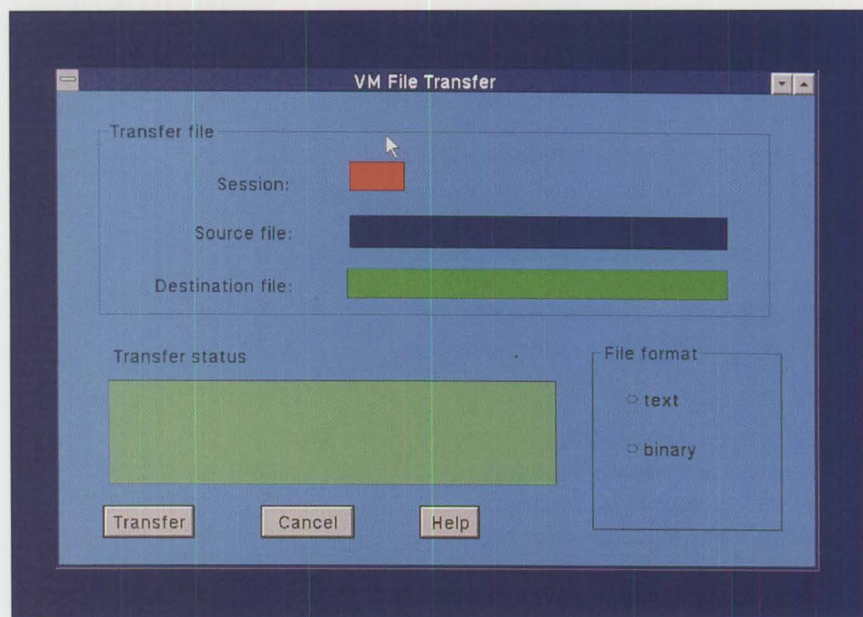 VM File Transfer
Transfer file
Session:
Source file:
Destination file:
Transfer status
File format
text
binary
Transfer
Cancel
Help